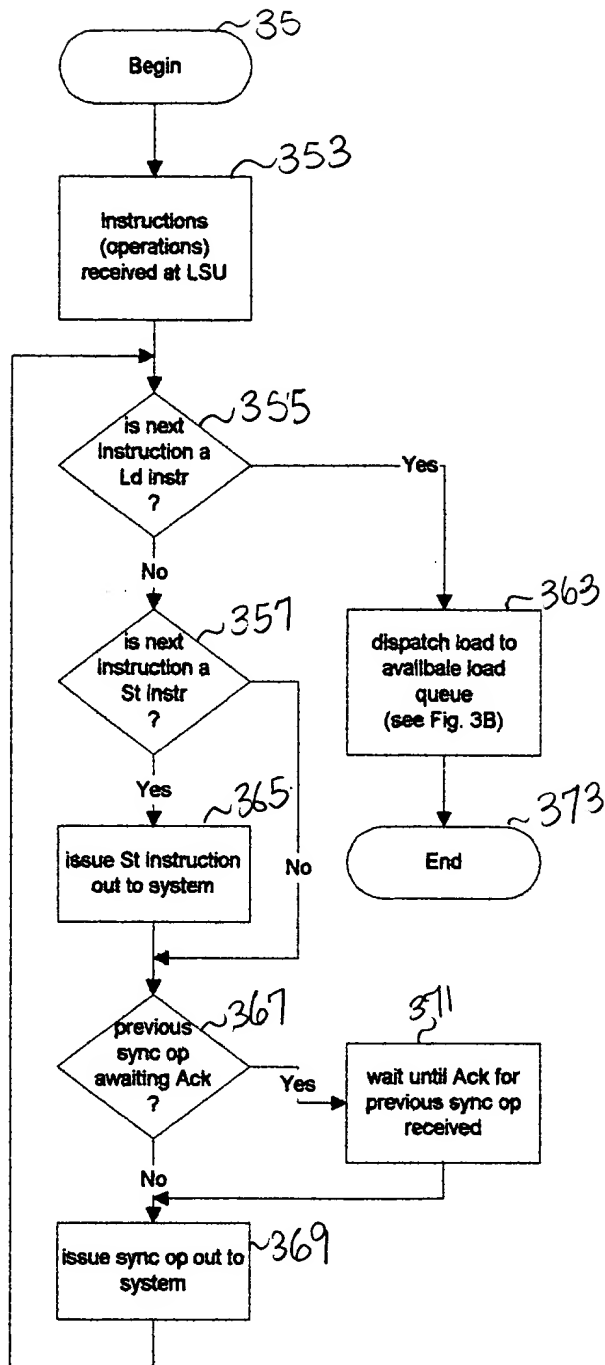 35
Begin
353
Instructions
(operations)
received at LSU
355
is next
Instruction a
Ld instr
?
Yes
No
363
dispatch load to
availbale load
queue
(see Fig. 3B)
357
is next
Instruction a
St instr
?
Yes
No
365
issue St Instruction
out to system
373
End
367
previous
sync op
awaiting Ack
?
Yes
No
371
wait until Ack for
previous sync op
received
369
issue sync op out to
system